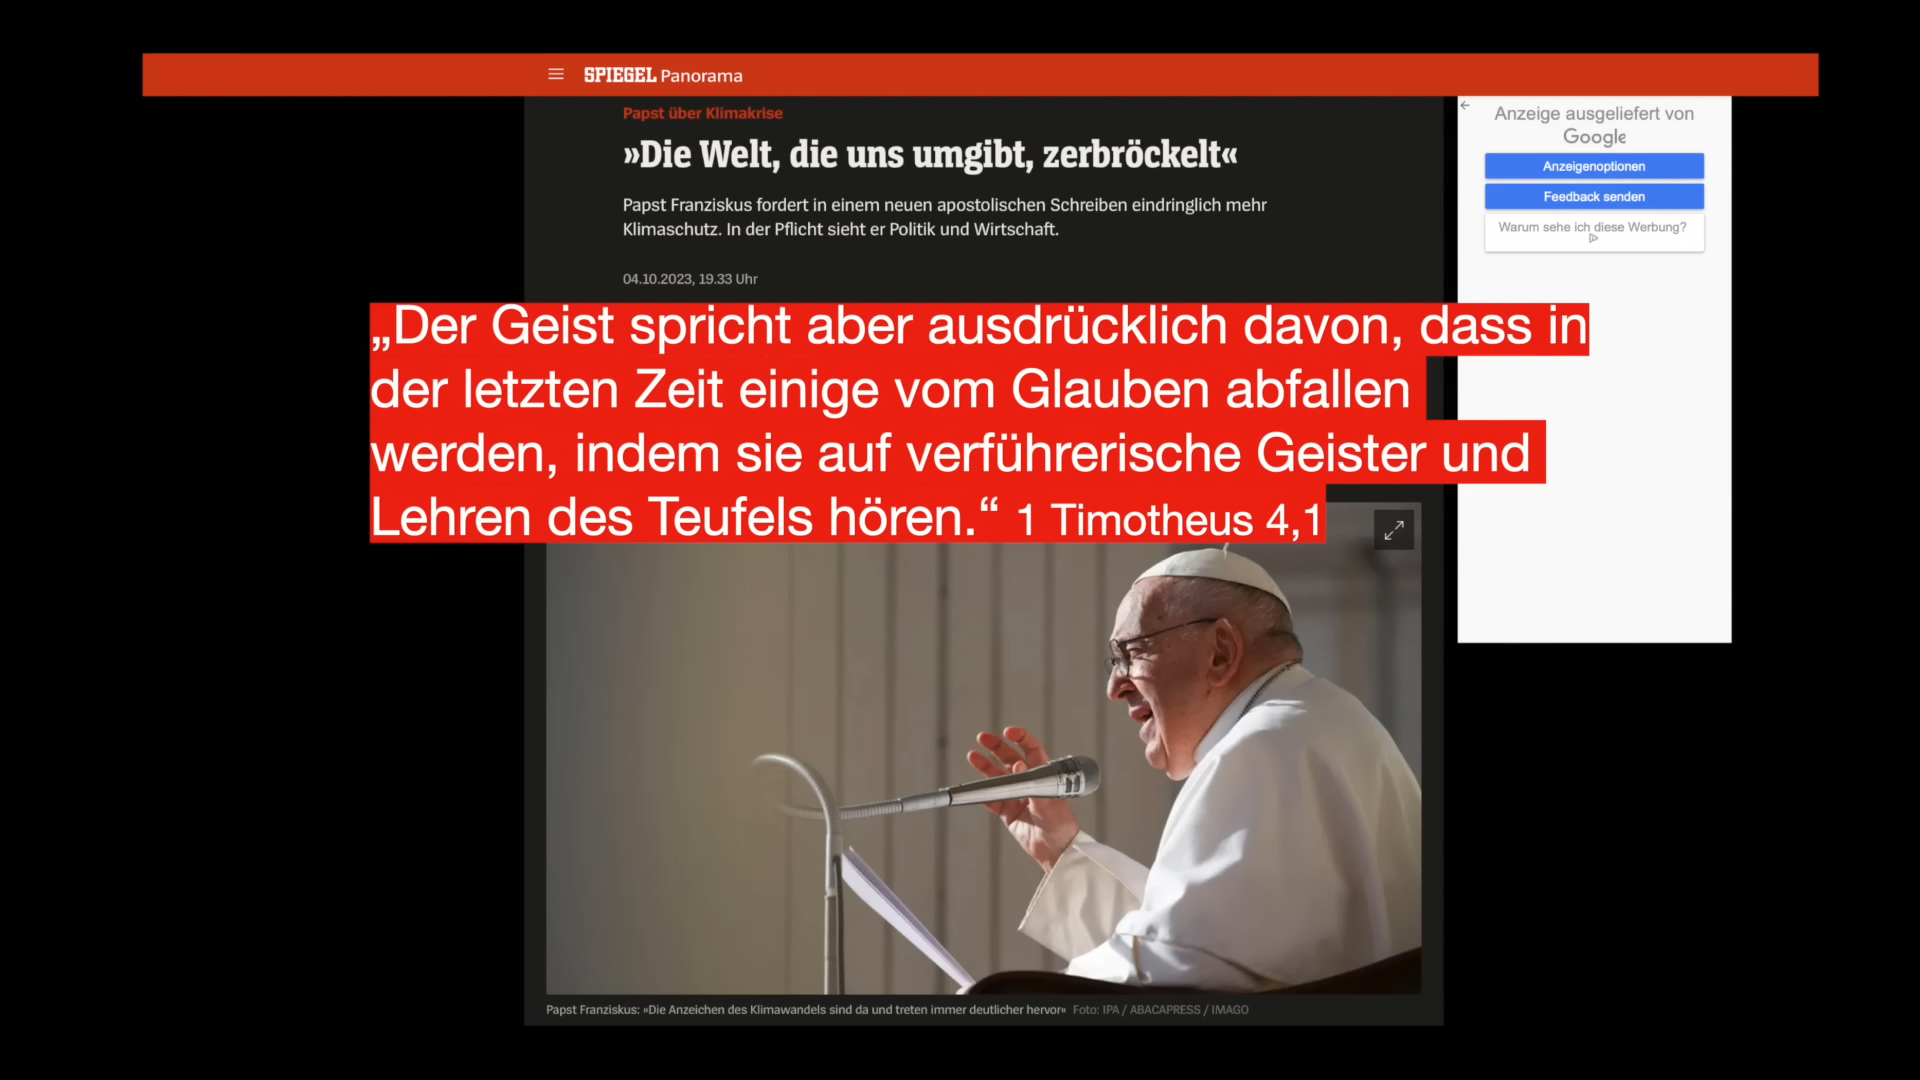 SPIEGEL Panorama
Papst über Klimakrise
»Die Welt, die uns umgibt, zerbröckelt«
Papst Franziskus fordert in einem neuen apostolischen Schreiben eindringlich mehr
Klimaschutz. In der Pflicht sieht er Politik und Wirtschaft.
04.10.2023, 19.33 Uhr
Anzeige ausgeliefert von
Google
Anzeigenoptionen
Feedback senden
Warum sehe ich diese Werbung?
„Der Geist spricht aber ausdrücklich davon, dass in
der letzten Zeit einige vom Glauben abfallen
werden, indem sie auf verführerische Geister und
Lehren des Teufels hören.“ 1 Timotheus 4,1
Papst Franziskus: »Die Anzeichen des Klimawandels sind da und treten immer deutlicher hervor« Foto: IPA / ABACAPRESS / IMAGO